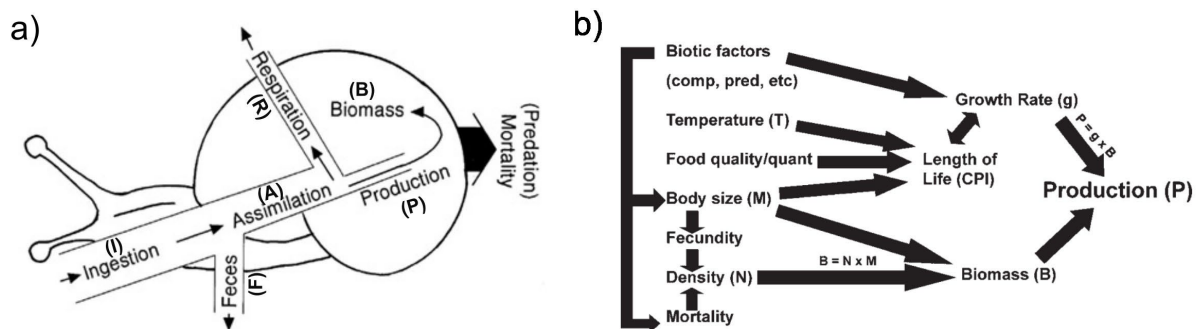 a)
Respiration
(R)
(B)
Biomass
(Predation)
Mortality
(A)
Assimilation
Production
(P)
(I)
Ingestion
Feces
(F)
b)
Biotic factors
(comp, pred, etc)
Temperature (T)
Food quality/quant
Body size (M)
Fecundity
Density (N)
Mortality
Growth Rate (g)
Length of
Life (CPI)
B = N x M
Biomass (B)
P = g x B
Production (P)